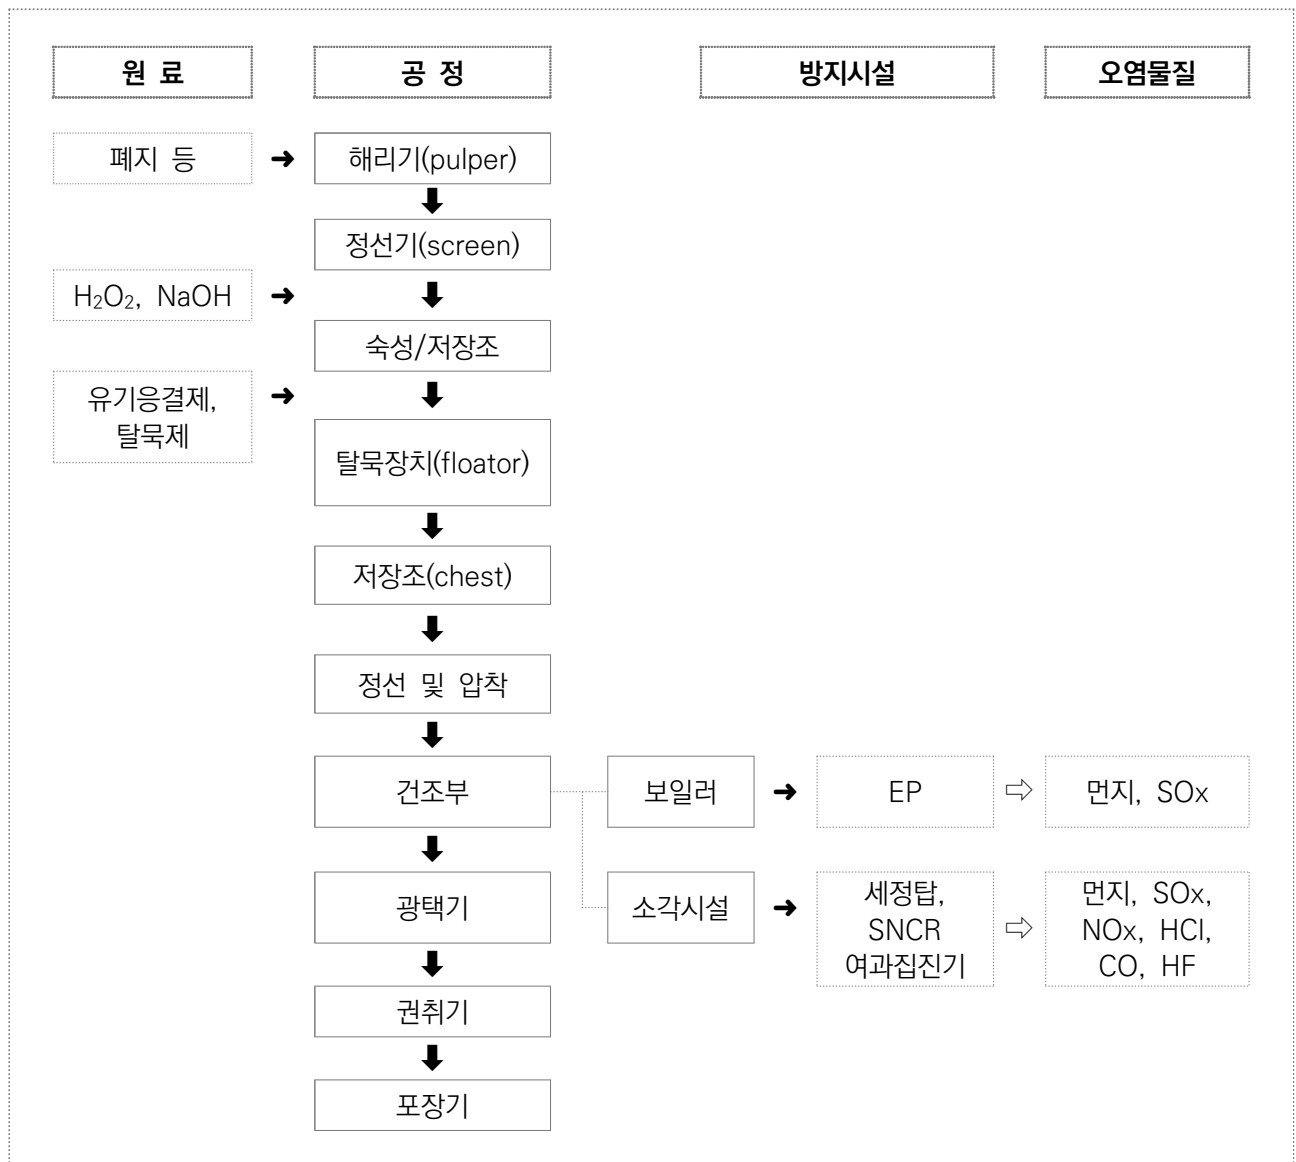 원 료
공 정
방지시설
오염물질
폐지 등
해리기(pulper)
정선기(screen)
H₂O₂, NaOH
숙성/저장조
유기응결제,
탈묵제
탈묵장치(floator)
저장조(chest)
정선 및 압착
건조부
보일러
EP
먼지, SOx
광택기
소각시설
세정탑,
SNCR
여과집진기
먼지, SOx,
NOx, HCl,
CO, HF
권취기
포장기